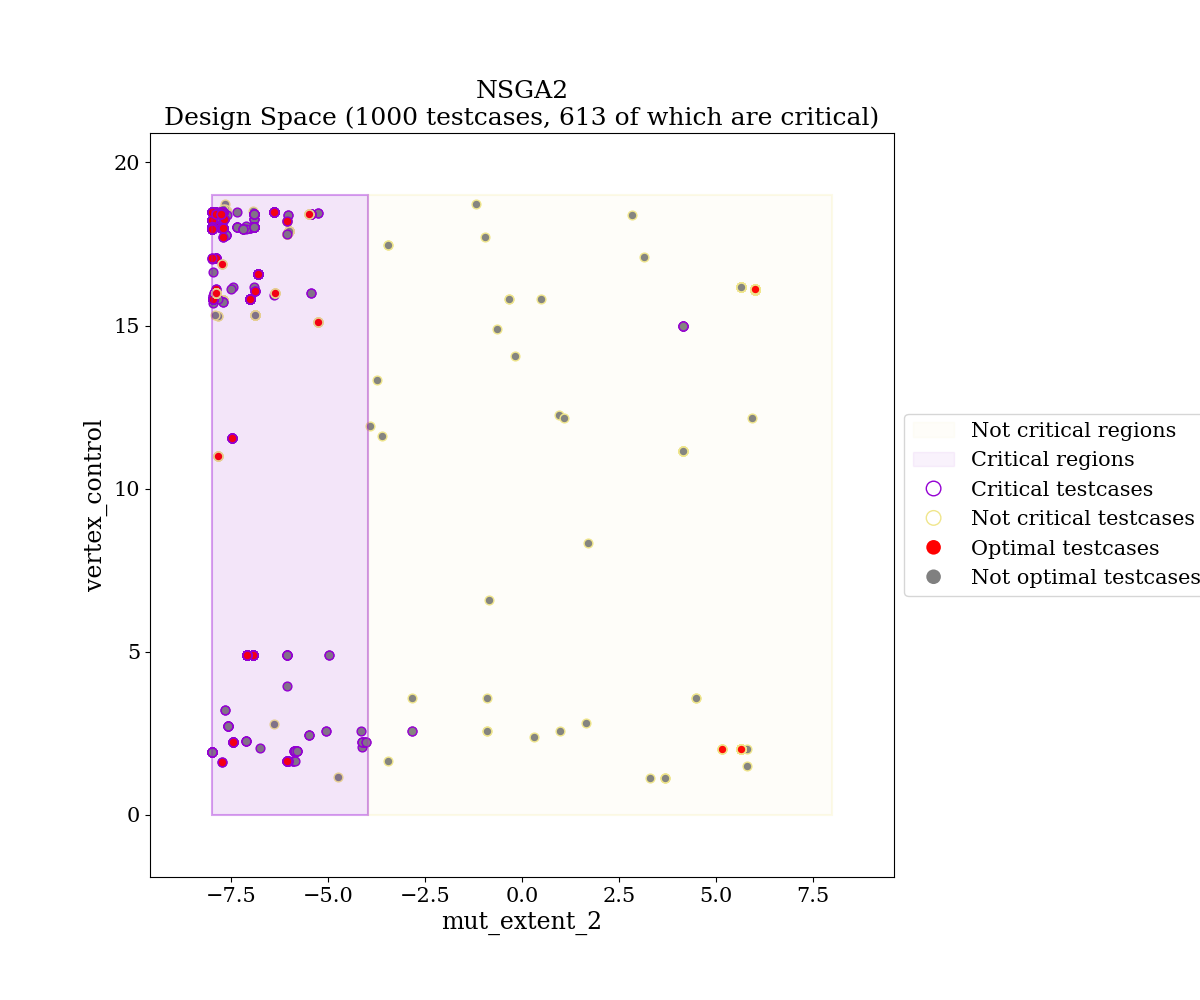 NSGA2
Design Space (1000 testcases, 613 of which are critical)
20
15
10
5
0
vertex_control
−7.5
−5.0
−2.5
0.0
2.5
5.0
7.5
mut_extent_2
Not critical regions
Critical regions
Critical testcases
Not critical testcases
Optimal testcases
Not optimal testcases